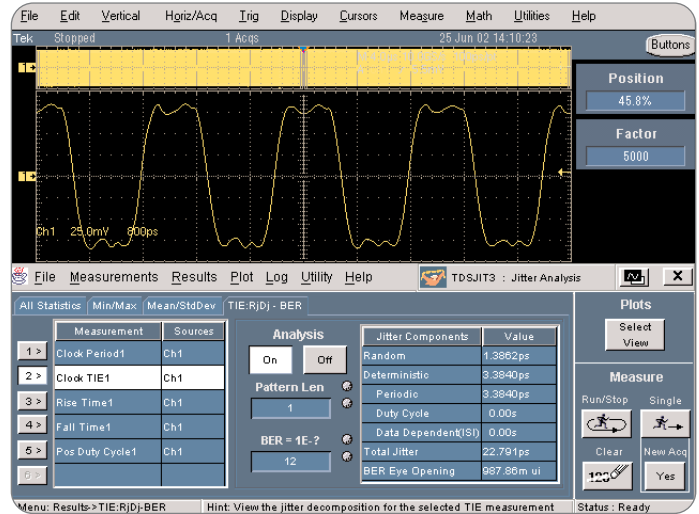 File Edit Vertical Horiz/Acq Trig Display Cursors Measure Math Utilities Help
Tek Stopped 1 Acqs 25 Jun 02 14:10:23
Buttons
1
Position
45.8%
Factor
5000
1
Ch1 25.0mV 800ps
File Measurements Results Plot Log Utility Help TDSJIT3 : Jitter Analysis X
All Statistics Min/Max Mean/StdDev TIE:RjDj - BER
Measurement Sources
1 > Clock Period1 Ch1
2 > Clock TIE1 Ch1
3 > Rise Time1 Ch1
4 > Fall Time1 Ch1
5 > Pos Duty Cycle1 Ch1
6 >
Analysis
On Off
Pattern Len
1
BER = 1E-?
12
Jitter Components Value
Random 1.3862ps
Deterministic 3.3840ps
Periodic 3.3840ps
Duty Cycle 0.00s
Data Dependent(ISI) 0.00s
Total Jitter 22.791ps
BER Eye Opening 987.86m ui
Plots
Select
View
Measure
Run/Stop Single
Clear New Acq
123 Yes
Menu: Results->TIE:RjDj-BER Hint: View the jitter decomposition for the selected TIE measurement Status : Ready